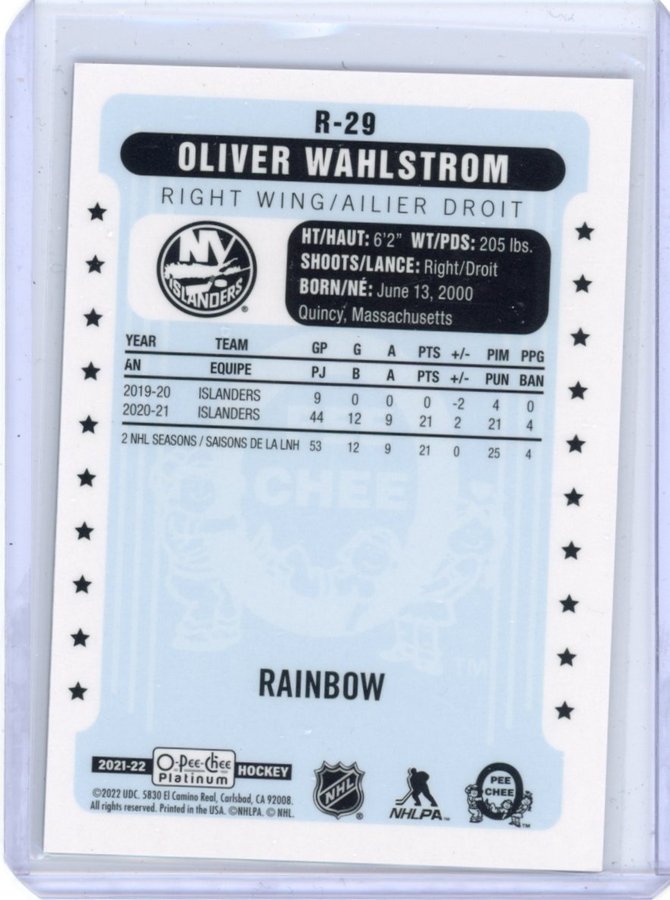 R-29
OLIVER WAHLSTROM
RIGHT WING/AILIER DROIT
NY
ISLANDERS
HT/HAUT: 6'2" WT/PDS: 205 lbs.
SHOOTS/LANCE: Right/Droit
BORN/NÉ: June 13, 2000
Quincy, Massachusetts
YEAR TEAM GP G A PTS +/- PIM PPG
AN EQUIPE PJ B A PTS +/- PUN BAN
2019-20 ISLANDERS 9 0 0 0 -2 4 0
2020-21 ISLANDERS 44 12 9 21 2 21 4
2 NHL SEASONS / SAISONS DE LA LNH 53 12 9 21 0 25 4
CHEE
TM
RAINBOW
2021-22 O-Pee-Chee Platinum HOCKEY
©2022 UDC. 5830 El Camino Real, Carlsbad, CA 92008.
All rights reserved. Printed in the USA. ©NHLPA. © NHL.
NHL
NHLPA™
O PEE CHEE ™